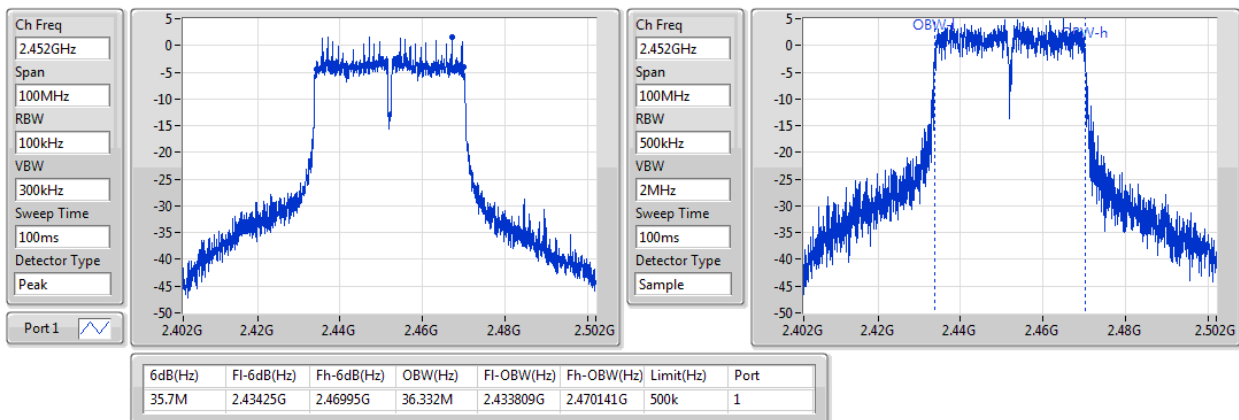 Ch Freq
2.452GHz
Span
100MHz
RBW
100kHz
VBW
300kHz
Sweep Time
100ms
Detector Type
Peak
Port 1
5
0
-5
-10
-15
-20
-25
-30
-35
-40
-45
-50
2.402G 2.42G 2.44G 2.46G 2.48G 2.502G
Ch Freq
2.452GHz
Span
100MHz
RBW
500kHz
VBW
2MHz
Sweep Time
100ms
Detector Type
Sample
5
0
-5
-10
-15
-20
-25
-30
-35
-40
-45
-50
2.402G 2.42G 2.44G 2.46G 2.48G 2.502G
6dB(Hz) Fl-6dB(Hz) Fh-6dB(Hz) OBW(Hz) Fl-OBW(Hz) Fh-OBW(Hz) Limit(Hz) Port
35.7M 2.43425G 2.46995G 36.332M 2.433809G 2.470141G 500k 1